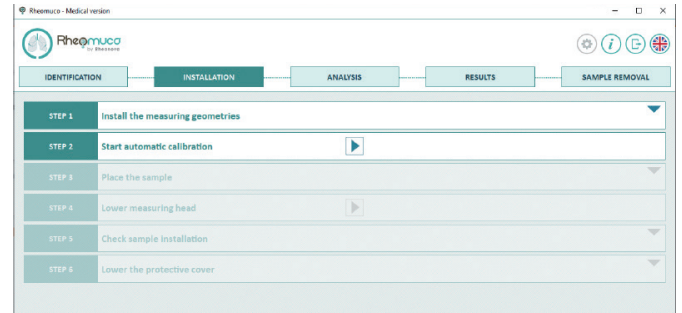 Rheomuco - Medical version
Rheomuco
by Rheonova
IDENTIFICATION INSTALLATION ANALYSIS RESULTS SAMPLE REMOVAL
STEP 1 Install the measuring geometries
STEP 2 Start automatic calibration
STEP 3 Place the sample
STEP 4 Lower measuring head
STEP 5 Check sample installation
STEP 6 Lower the protective cover